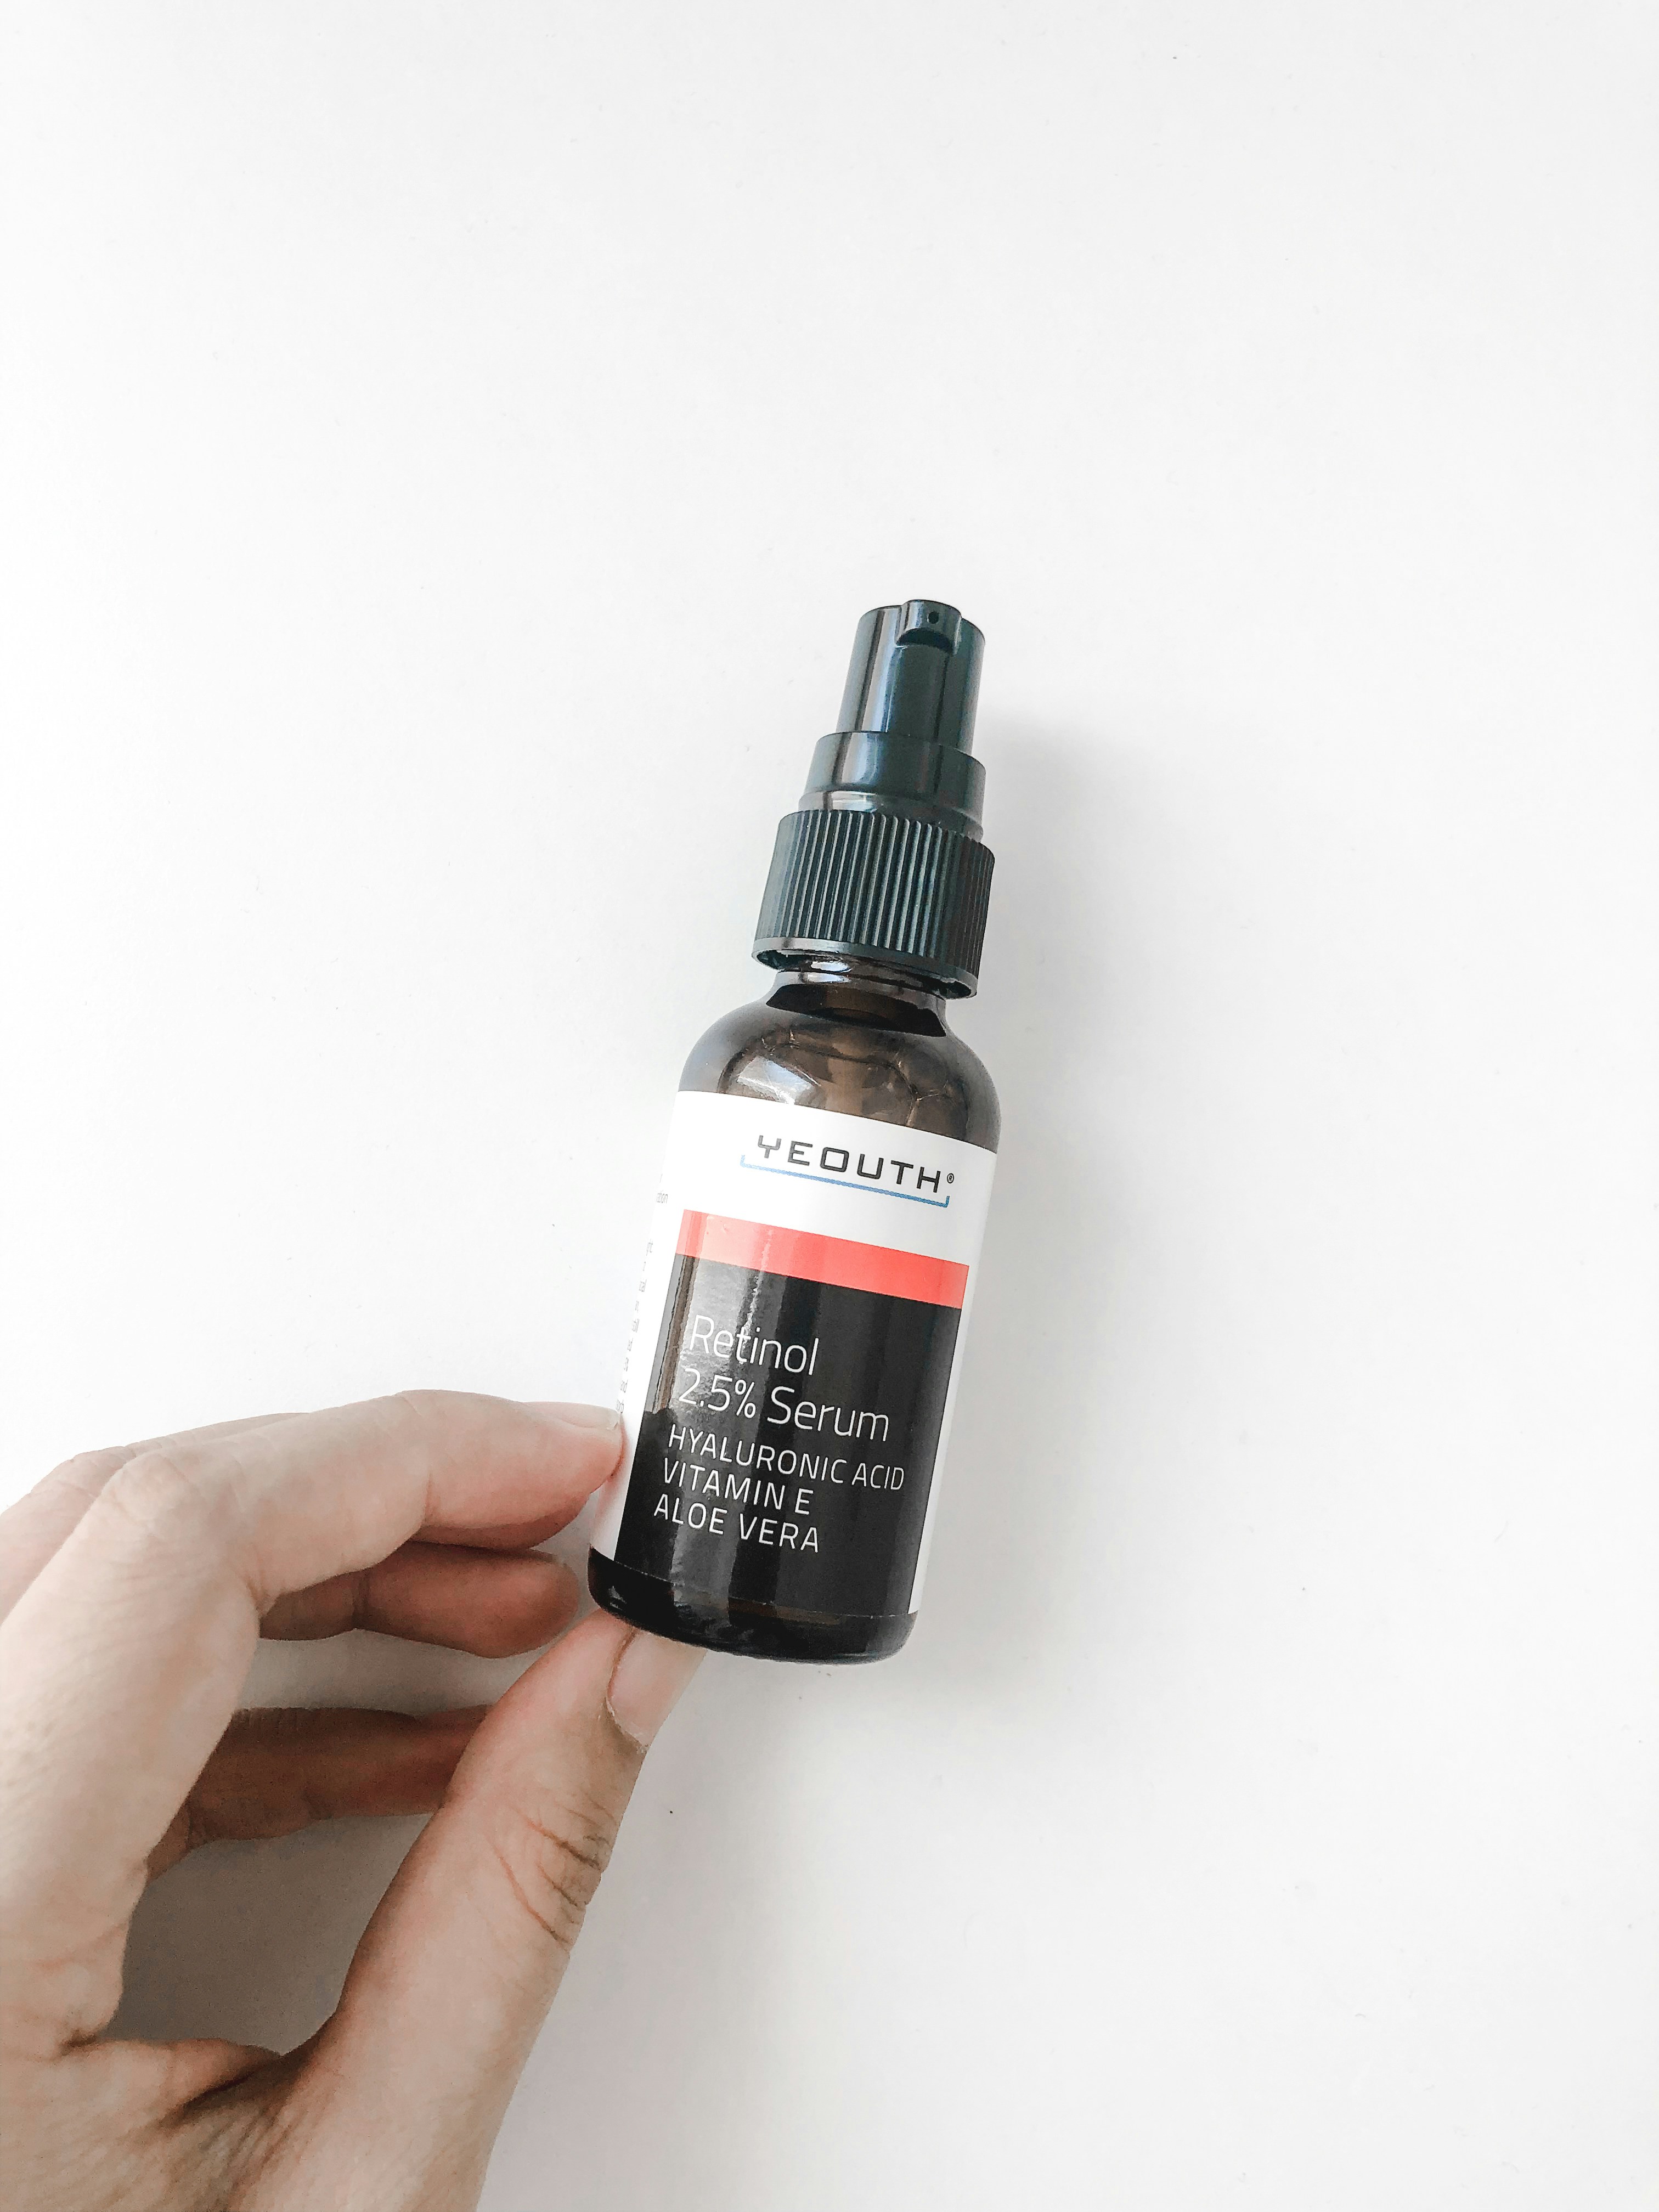 YEOUTH®
Retinol
2.5% Serum
HYALURONIC ACID
VITAMIN E
ALOE VERA